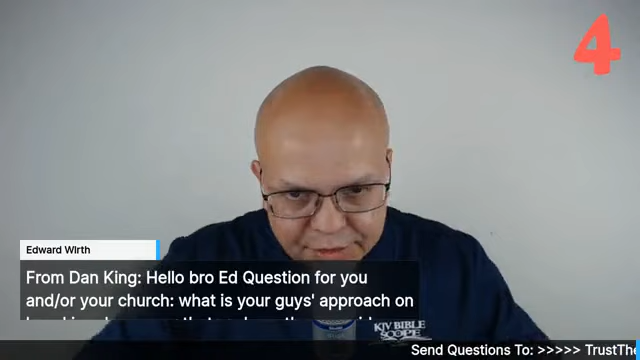 4
Edward Wirth
From Dan King: Hello bro Ed Question for you
and/or your church: what is your guys' approach on
KJV BIBLE
SCOPE
Send Questions To: >>>>> TrustThe